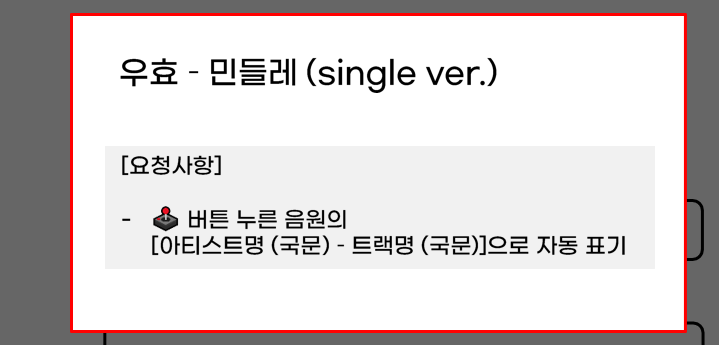 우효 - 민들레 (single ver.)
[요청사항]
- 🕹️ 버튼 누른 음원의
[아티스트명 (국문) - 트랙명 (국문)]으로 자동 표기